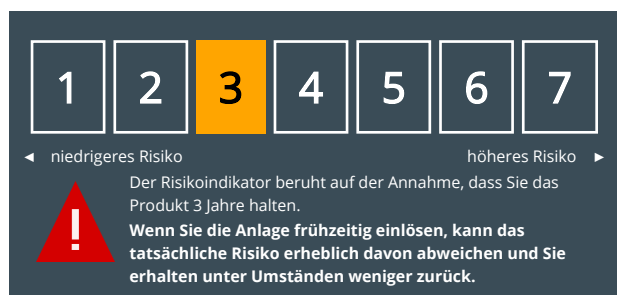 1 2 3 4 5 6 7
◄ niedrigeres Risiko höheres Risiko ►
!
Der Risikoindikator beruht auf der Annahme, dass Sie das
Produkt 3 Jahre halten.
Wenn Sie die Anlage frühzeitig einlösen, kann das
tatsächliche Risiko erheblich davon abweichen und Sie
erhalten unter Umständen weniger zurück.